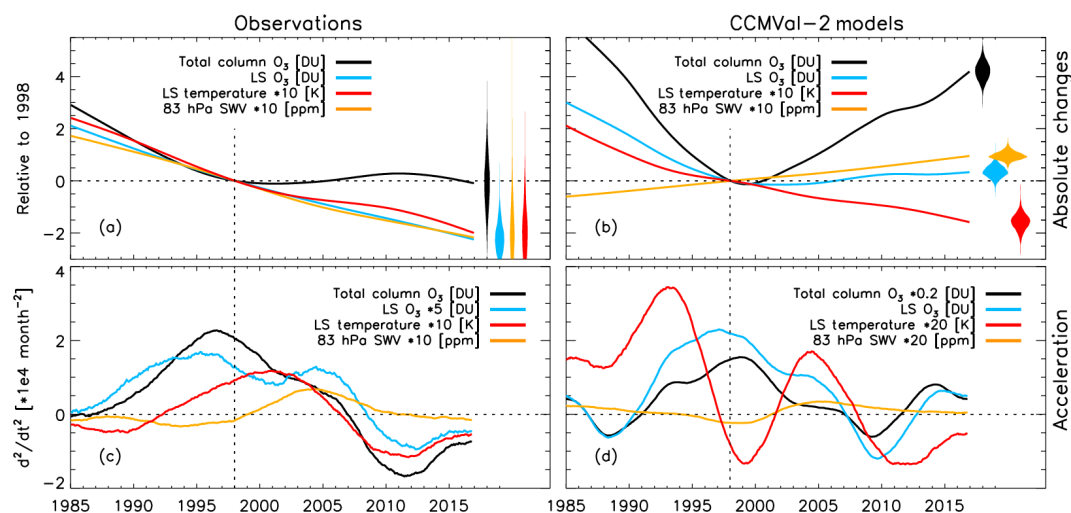 Observations
CCMVal-2 models
Relative to 1998
4
2
0
-2
Total column O₃ [DU]
LS O₃ [DU]
LS temperature *10 [K]
83 hPa SWV *10 [ppm]
(a)
Total column O₃ [DU]
LS O₃ [DU]
LS temperature *10 [K]
83 hPa SWV *10 [ppm]
(b)
Absolute changes
d²/dt² [*1e4 month⁻²]
4
2
0
-2
Total column O₃ [DU]
LS O₃ *5 [DU]
LS temperature *10 [K]
83 hPa SWV *10 [ppm]
(c)
1985 1990 1995 2000 2005 2010 2015
Total column O₃ *0.2 [DU]
LS O₃ [DU]
LS temperature *20 [K]
83 hPa SWV *20 [ppm]
(d)
1985 1990 1995 2000 2005 2010 2015
Acceleration